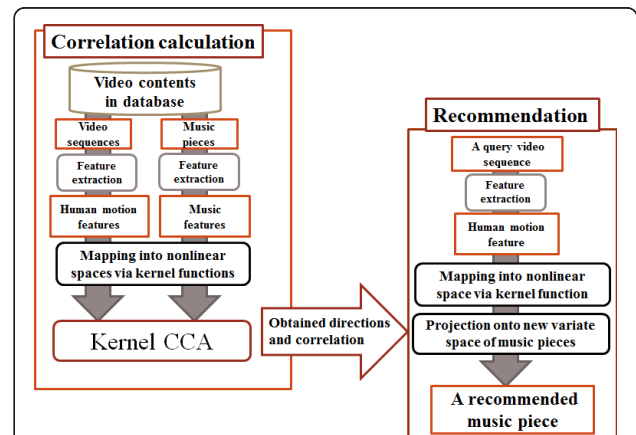 Correlation calculation
Video contents
in database
Video
sequences
Music
pieces
Feature
extraction
Feature
extraction
Human motion
features
Music
features
Mapping into nonlinear
spaces via kernel functions
Kernel CCA
Obtained directions
and correlation
Recommendation
A query video
sequence
Feature
extraction
Human motion
feature
Mapping into nonlinear
space via kernel function
Projection onto new variate
space of music pieces
A recommended
music piece